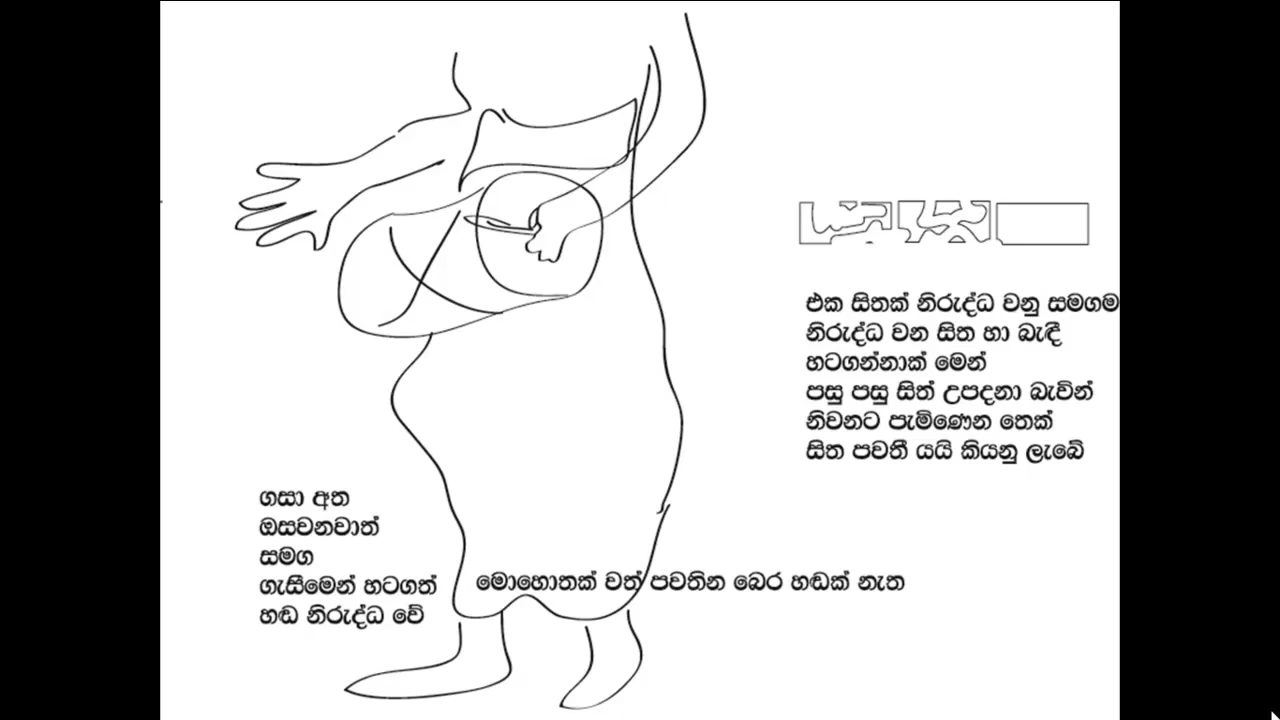 එක සිතක් නිරුද්ධ වනු සමගම
නිරුද්ධ වන සිත හා බැඳී
හටගන්නාක් මෙන්
පසු පසු සිත් උපදනා බැවින්
නිවනට පැමිණෙන තෙක්
සිත පවතී යයි කියනු ලැබේ
ගසා අත
ඔසවනවාත්
සමග
ගැසීමෙන් හටගත්
හඬ නිරුද්ධ වේ
මොහොතක් වත් පවතින බෙර හඬක් නැත